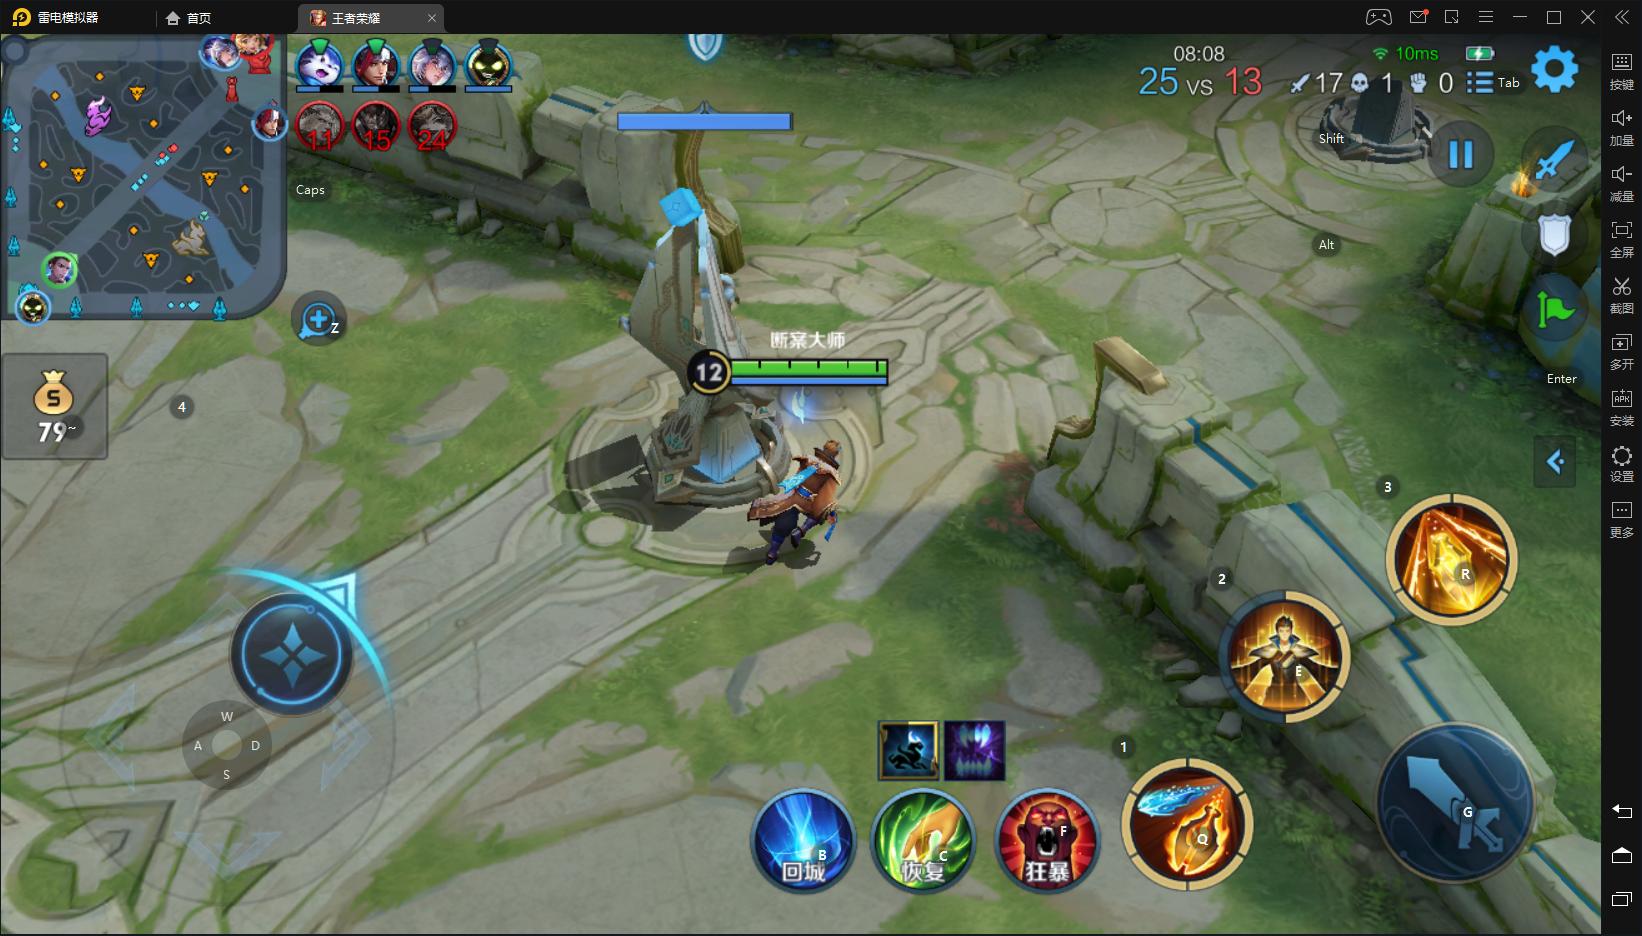 雷电模拟器
首页
王者荣耀
08:08
10ms
25 vs 13
17 1 0
Tab
11 15 24
Caps
Shift
Alt
Enter
Z
S
79~
4
断案大师
12
3
R
2
E
1
W
A D
S
B
回城
C
恢复
F
狂暴
Q
G
按键
加量
减量
全屏
截图
多开
APK
安装
设置
更多